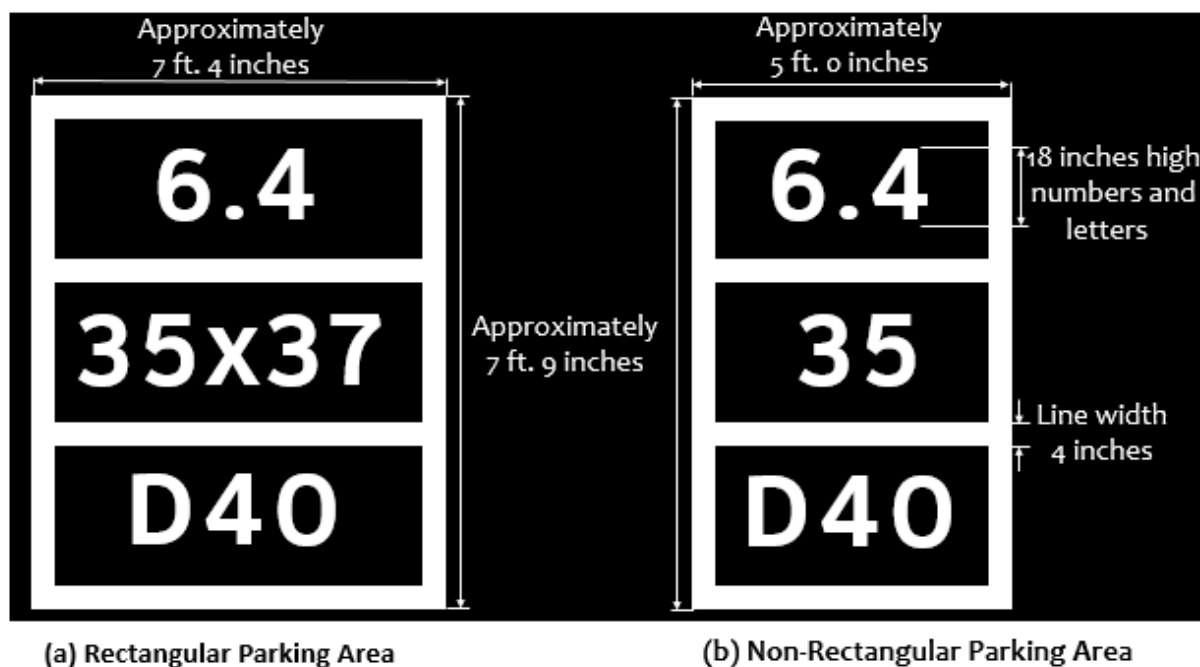 Approximately
7 ft. 4 inches
6.4
35x37
D40
Approximately
7 ft. 9 inches
Approximately
5 ft. 0 inches
6.4
35
D40
18 inches high
numbers and
letters
Line width
4 inches
(a) Rectangular Parking Area
(b) Non-Rectangular Parking Area